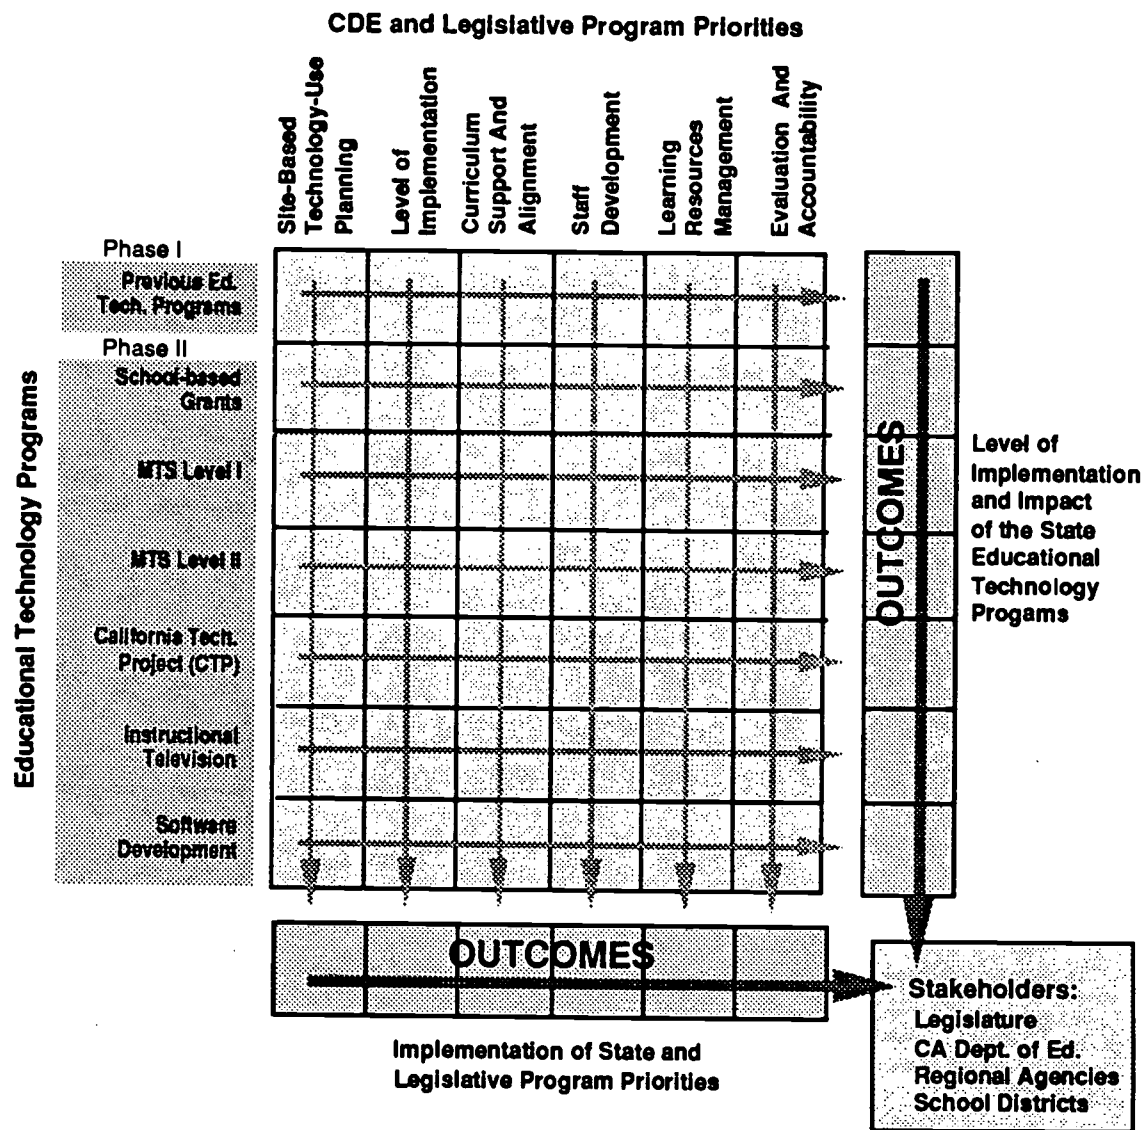 CDE and Legislative Program Priorities
Site-Based
Technology-Use
Planning
Level of
Implementation
Curriculum
Support And
Alignment
Staff
Development
Learning
Resources
Management
Evaluation And
Accountability
Educational Technology Programs
Phase I
Previous Ed.
Tech. Programs
Phase II
School-based
Grants
MTS Level I
MTS Level II
California Tech.
Project (CTP)
Instructional
Television
Software
Development
OUTCOMES
Level of
Implementation
and Impact
of the State
Educational
Technology
Progams
OUTCOMES
Implementation of State and
Legislative Program Priorities
Stakeholders:
Legislature
CA Dept. of Ed.
Regional Agencies
School Districts